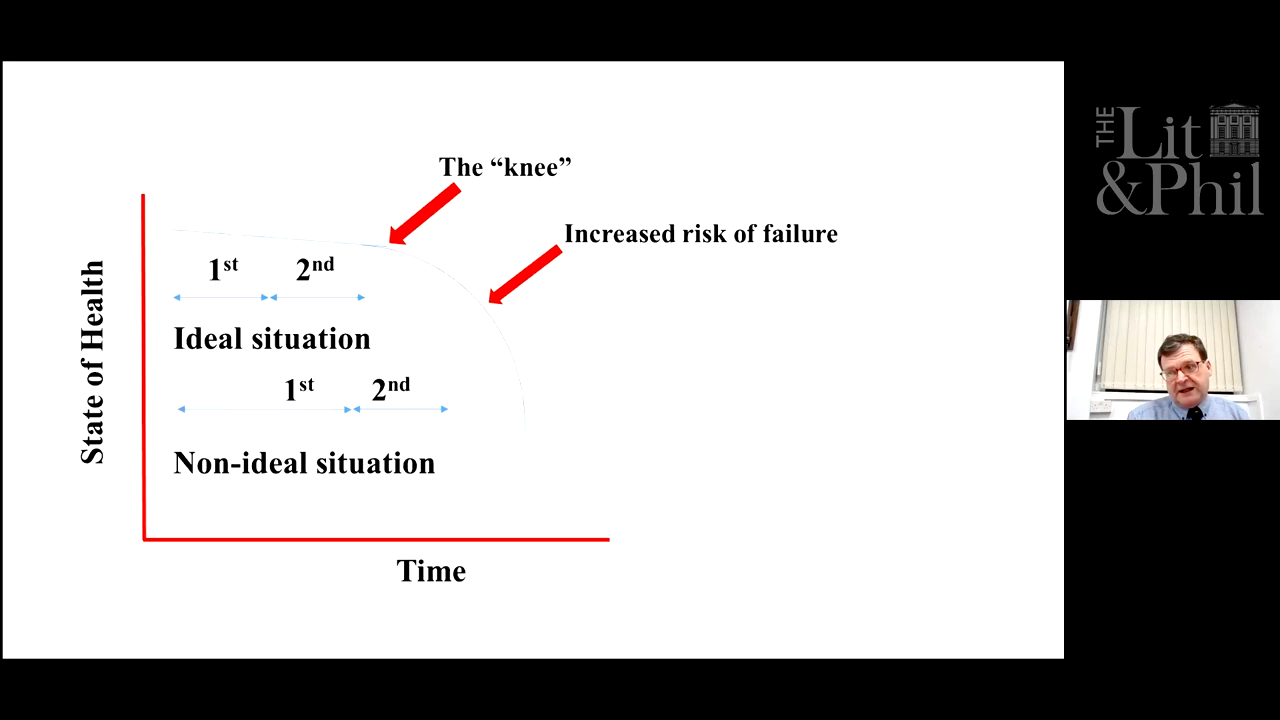 The “knee”
Increased risk of failure
State of Health
1st
2nd
Ideal situation
1st
2nd
Non-ideal situation
Time
THE
Lit
&Phil